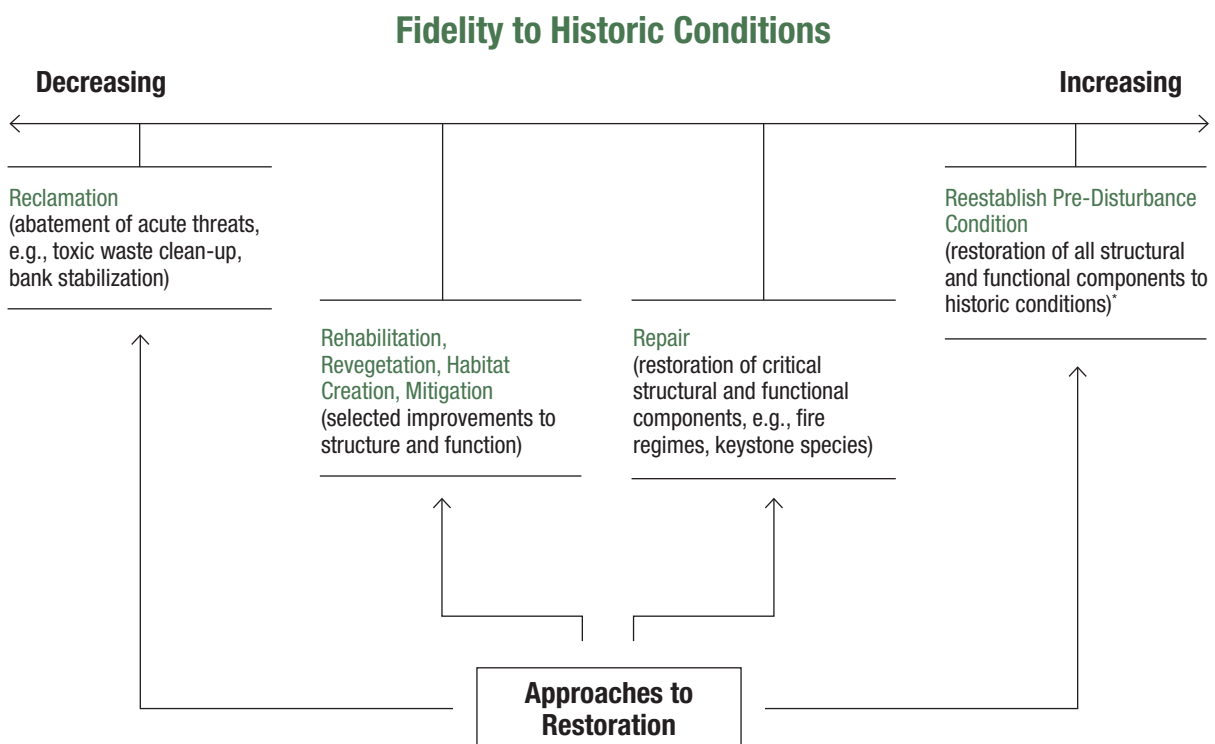 Fidelity to Historic Conditions
Decreasing
Increasing
Reclamation
(abatement of acute threats,
e.g., toxic waste clean-up,
bank stabilization)
Rehabilitation,
Revegetation, Habitat
Creation, Mitigation
(selected improvements to
structure and function)
Repair
(restoration of critical
structural and functional
components, e.g., fire
regimes, keystone species)
Reestablish Pre-Disturbance
Condition
(restoration of all structural
and functional components to
historic conditions)*
Approaches to
Restoration